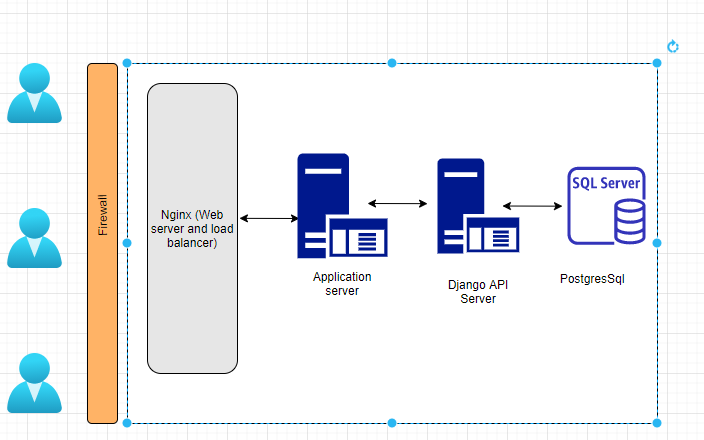 Firewall
Nginx (Web
server and load
balancer)
Application
server
Django API
Server
SQL Server
PostgresSql